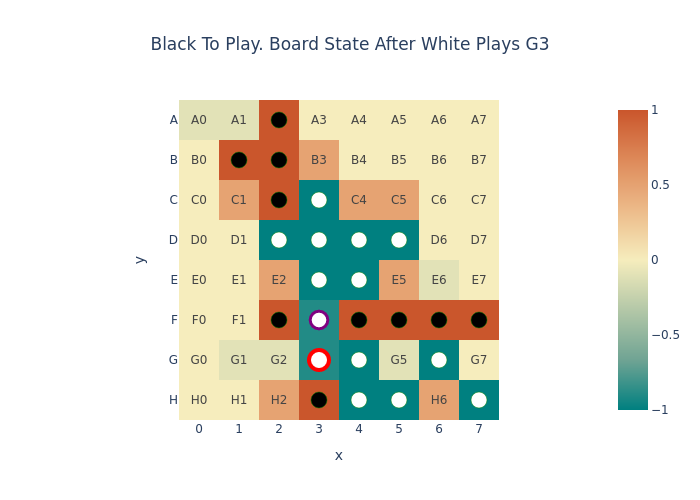 Black To Play. Board State After White Plays G3
A A0 A1 A3 A4 A5 A6 A7
B B0 B3 B4 B5 B6 B7
C C0 C1 C4 C5 C6 C7
D D0 D1 D6 D7
E E0 E1 E2 E5 E6 E7
F F0 F1
G G0 G1 G2 G5 G7
H H0 H1 H2 H6
0 1 2 3 4 5 6 7
x
y
1
0.5
0
−0.5
−1